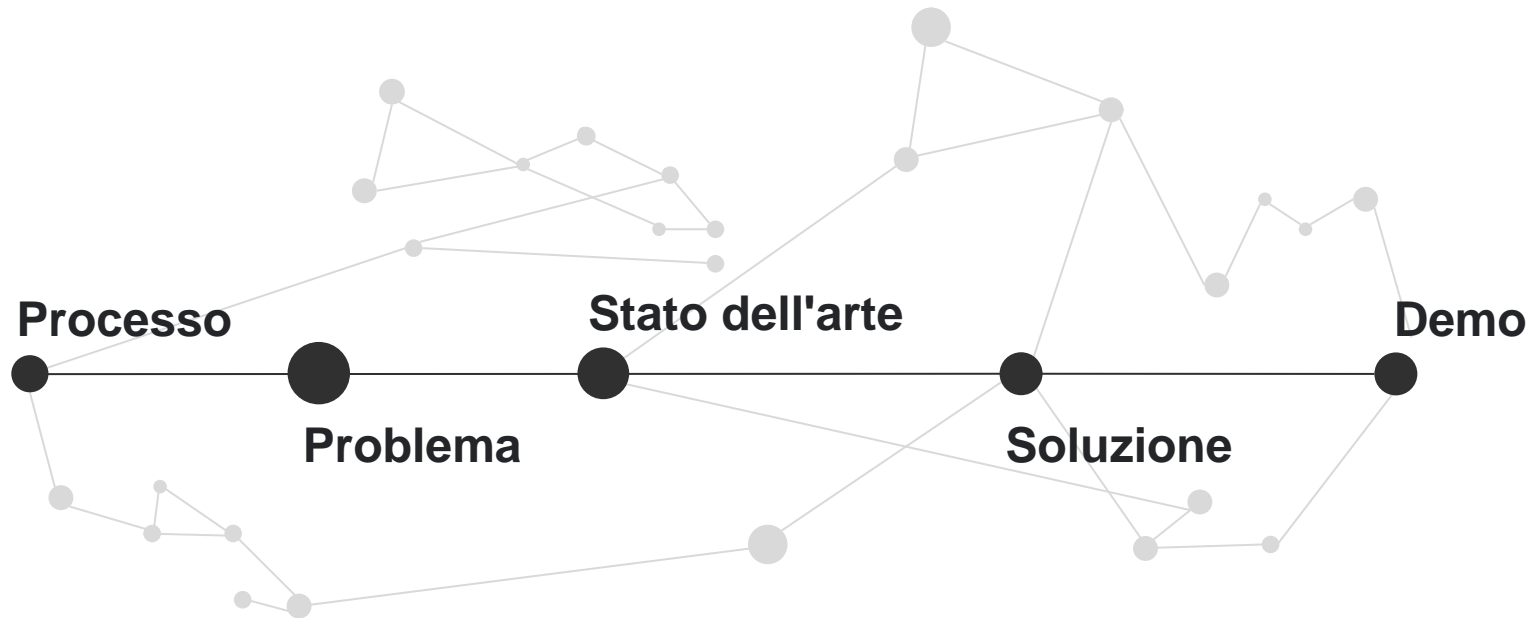 Processo
Problema
Stato dell'arte
Soluzione
Demo